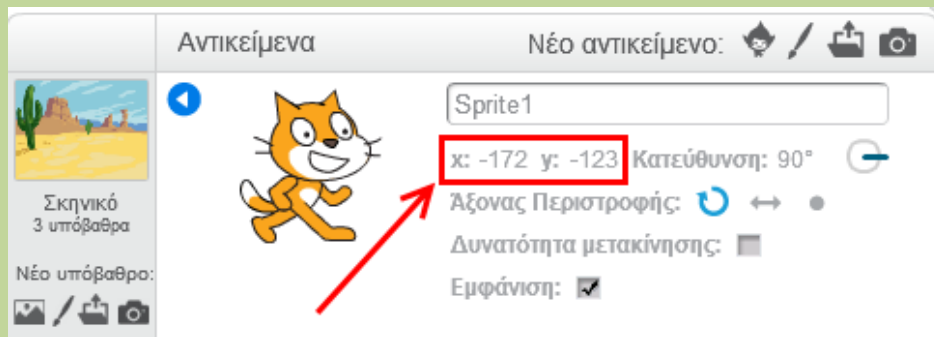 Αντικείμενα
Νέο αντικείμενο:
Sprite1
x: -172 y: -123 Κατεύθυνση: 90°
Άξονας Περιστροφής:
Δυνατότητα μετακίνησης:
Εμφάνιση:
Σκηνικό
3 υπόβαθρα
Νέο υπόβαθρο: